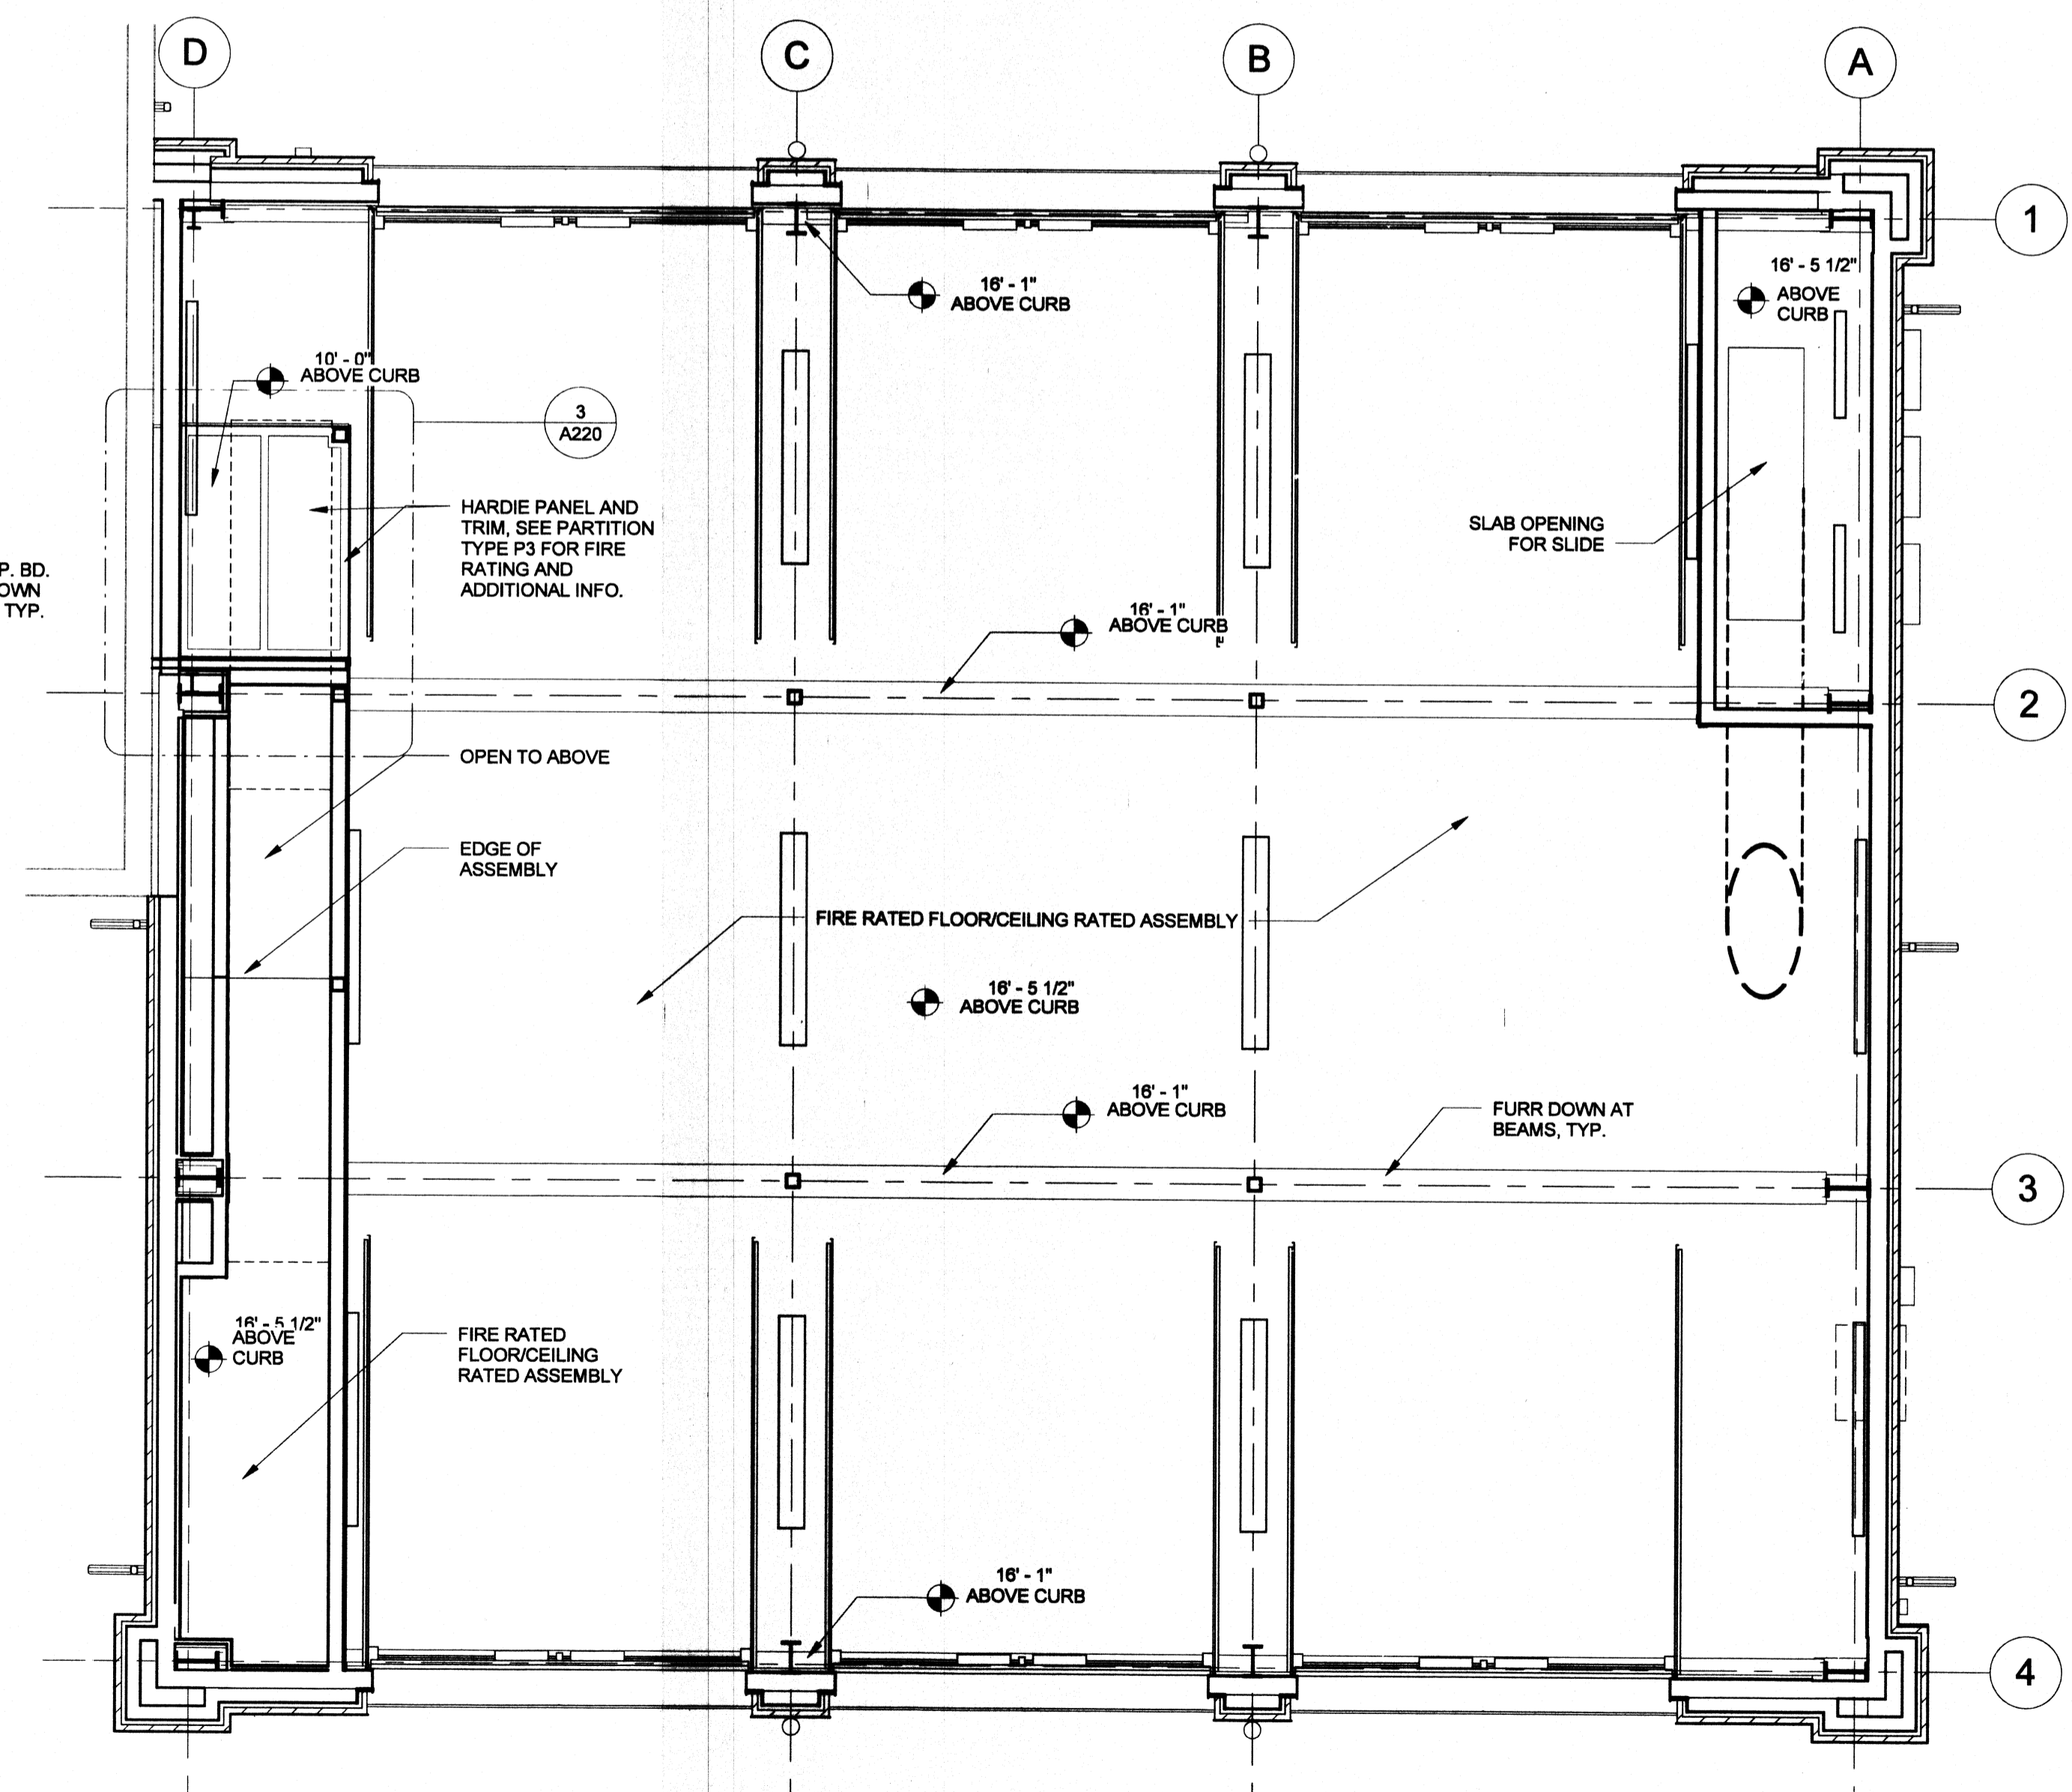 D
C
B
A
1
16' - 5 1/2"
ABOVE
CURB
16' - 1"
ABOVE CURB
10' - 0"
ABOVE CURB
3
A220
HARDIE PANEL AND
TRIM, SEE PARTITION
TYPE P3 FOR FIRE
RATING AND
ADDITIONAL INFO.
SLAB OPENING
FOR SLIDE
P. BD.
OWN
TYP.
16' - 1"
ABOVE CURB
2
OPEN TO ABOVE
EDGE OF
ASSEMBLY
FIRE RATED FLOOR/CEILING RATED ASSEMBLY
16' - 5 1/2"
ABOVE CURB
16' - 1"
ABOVE CURB
FURR DOWN AT
BEAMS, TYP.
3
16' - 5 1/2"
ABOVE
CURB
FIRE RATED
FLOOR/CEILING
RATED ASSEMBLY
16' - 1"
ABOVE CURB
4